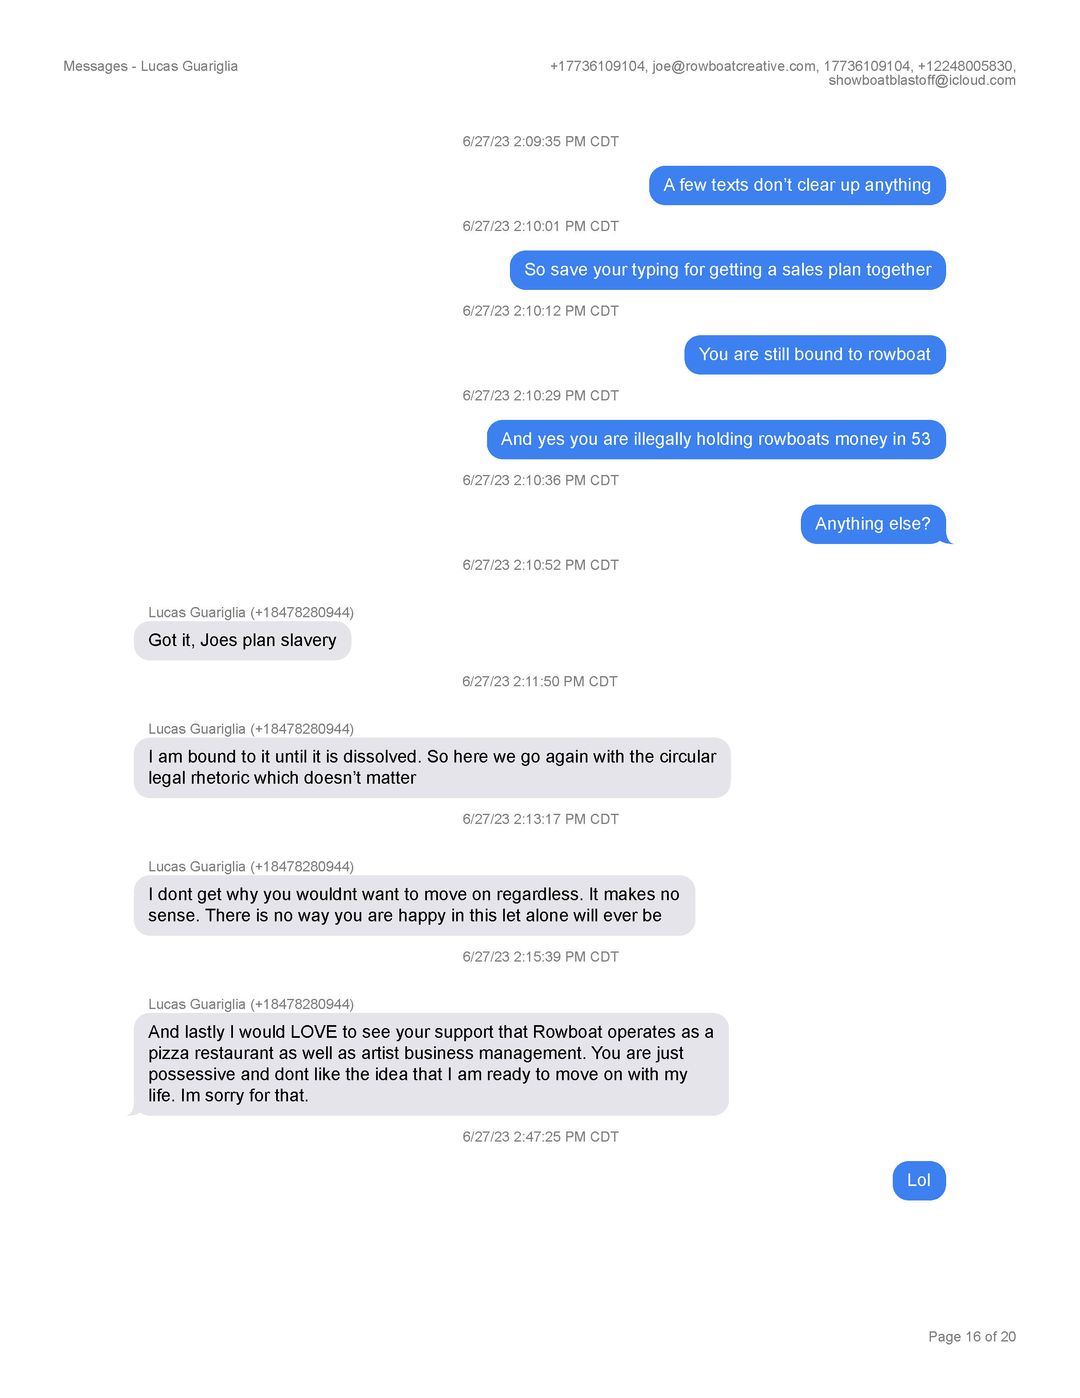 Messages - Lucas Guariglia
+17736109104, joe@rowboatcreative.com, 17736109104, +12248005830,
showboatblastoff@icloud.com
6/27/23 2:09:35 PM CDT
A few texts don’t clear up anything
6/27/23 2:10:01 PM CDT
So save your typing for getting a sales plan together
6/27/23 2:10:12 PM CDT
You are still bound to rowboat
6/27/23 2:10:29 PM CDT
And yes you are illegally holding rowboats money in 53
6/27/23 2:10:36 PM CDT
Anything else?
6/27/23 2:10:52 PM CDT
Lucas Guariglia (+18478280944)
Got it, Joes plan slavery
6/27/23 2:11:50 PM CDT
Lucas Guariglia (+18478280944)
I am bound to it until it is dissolved. So here we go again with the circular
legal rhetoric which doesn’t matter
6/27/23 2:13:17 PM CDT
Lucas Guariglia (+18478280944)
I dont get why you wouldnt want to move on regardless. It makes no
sense. There is no way you are happy in this let alone will ever be
6/27/23 2:15:39 PM CDT
Lucas Guariglia (+18478280944)
And lastly I would LOVE to see your support that Rowboat operates as a
pizza restaurant as well as artist business management. You are just
possessive and dont like the idea that I am ready to move on with my
life. Im sorry for that.
6/27/23 2:47:25 PM CDT
Lol
Page 16 of 20